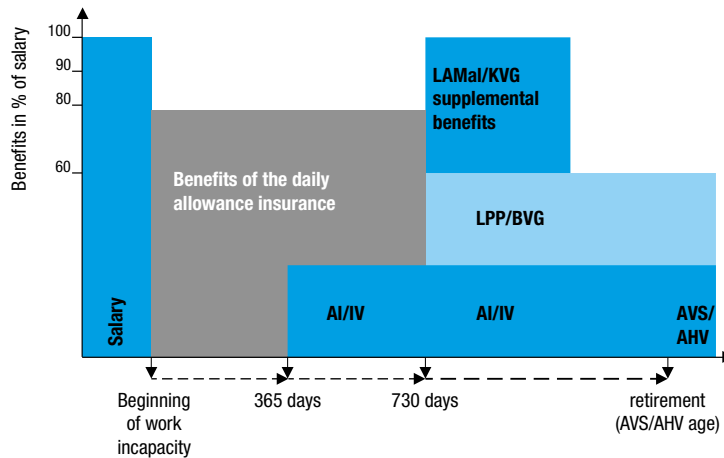 Benefits in % of salary
100
90
80
60
Salary
Benefits of the daily
allowance insurance
LAMal/KVG
supplemental
benefits
LPP/BVG
AI/IV
AI/IV
AVS/
AHV
Beginning
of work
incapacity
365 days
730 days
retirement
(AVS/AHV age)